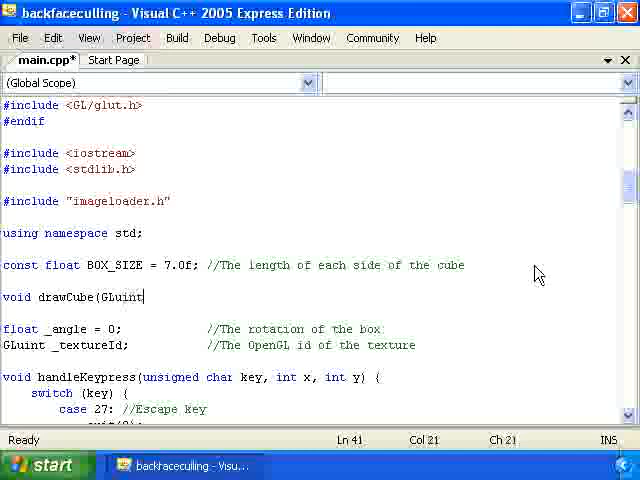 backfaceculling - Visual C++ 2005 Express Edition
File Edit View Project Build Debug Tools Window Community Help
main.cpp* Start Page
(Global Scope)
#include <GL/glut.h>
#endif
#include <iostream>
#include <stdlib.h>
#include "imageloader.h"
using namespace std;
const float BOX_SIZE = 7.0f; //The length of each side of the cube
void drawCube(GLuint
float _angle = 0; //The rotation of the box
GLuint _textureId; //The OpenGL id of the texture
void handleKeypress(unsigned char key, int x, int y) {
switch (key) {
case 27: //Escape key
exit(0);
Ready Ln 41 Col 21 Ch 21 INS
start backfaceculling - Visu...